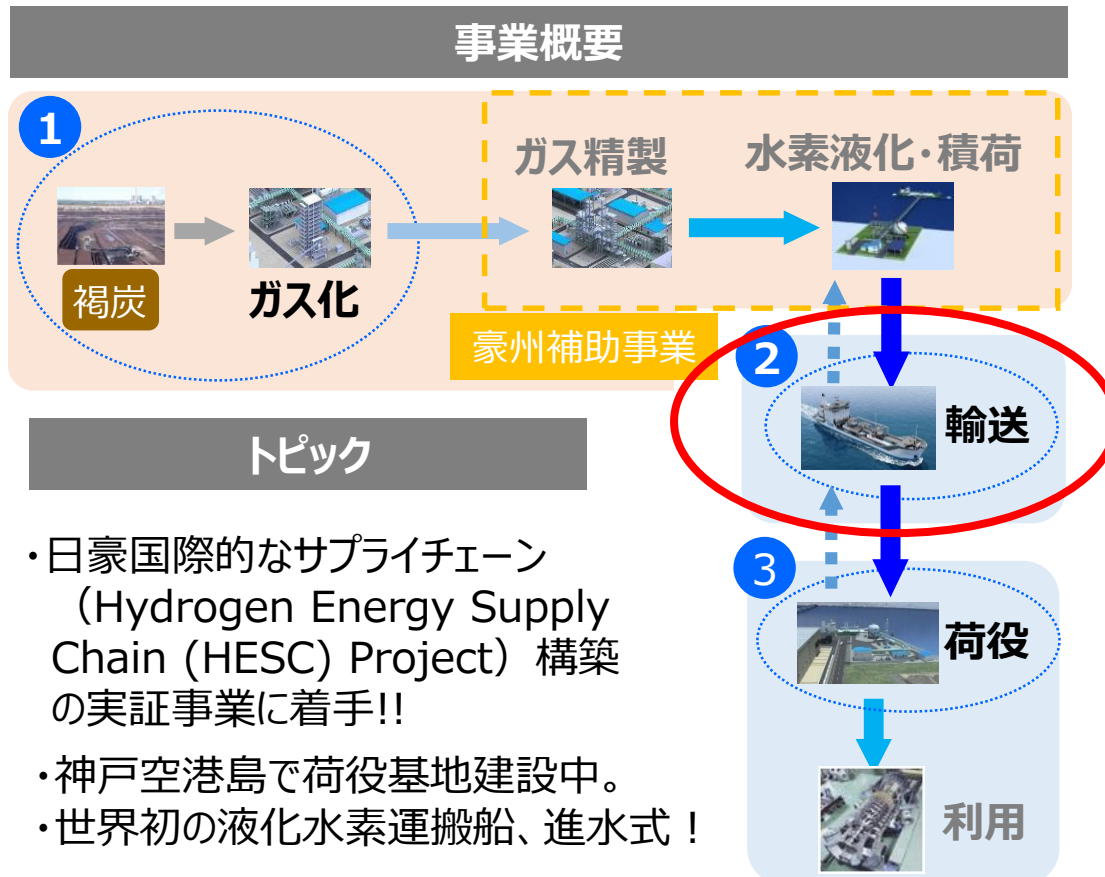 事業概要
1
ガス精製
水素液化・積荷
褐炭
ガス化
豪州補助事業
2
輸送
トピック
・日豪国際的なサプライチェーン
（Hydrogen Energy Supply
Chain (HESC) Project）構築
の実証事業に着手!!
・神戸空港島で荷役基地建設中。
・世界初の液化水素運搬船、進水式！
3
荷役
利用